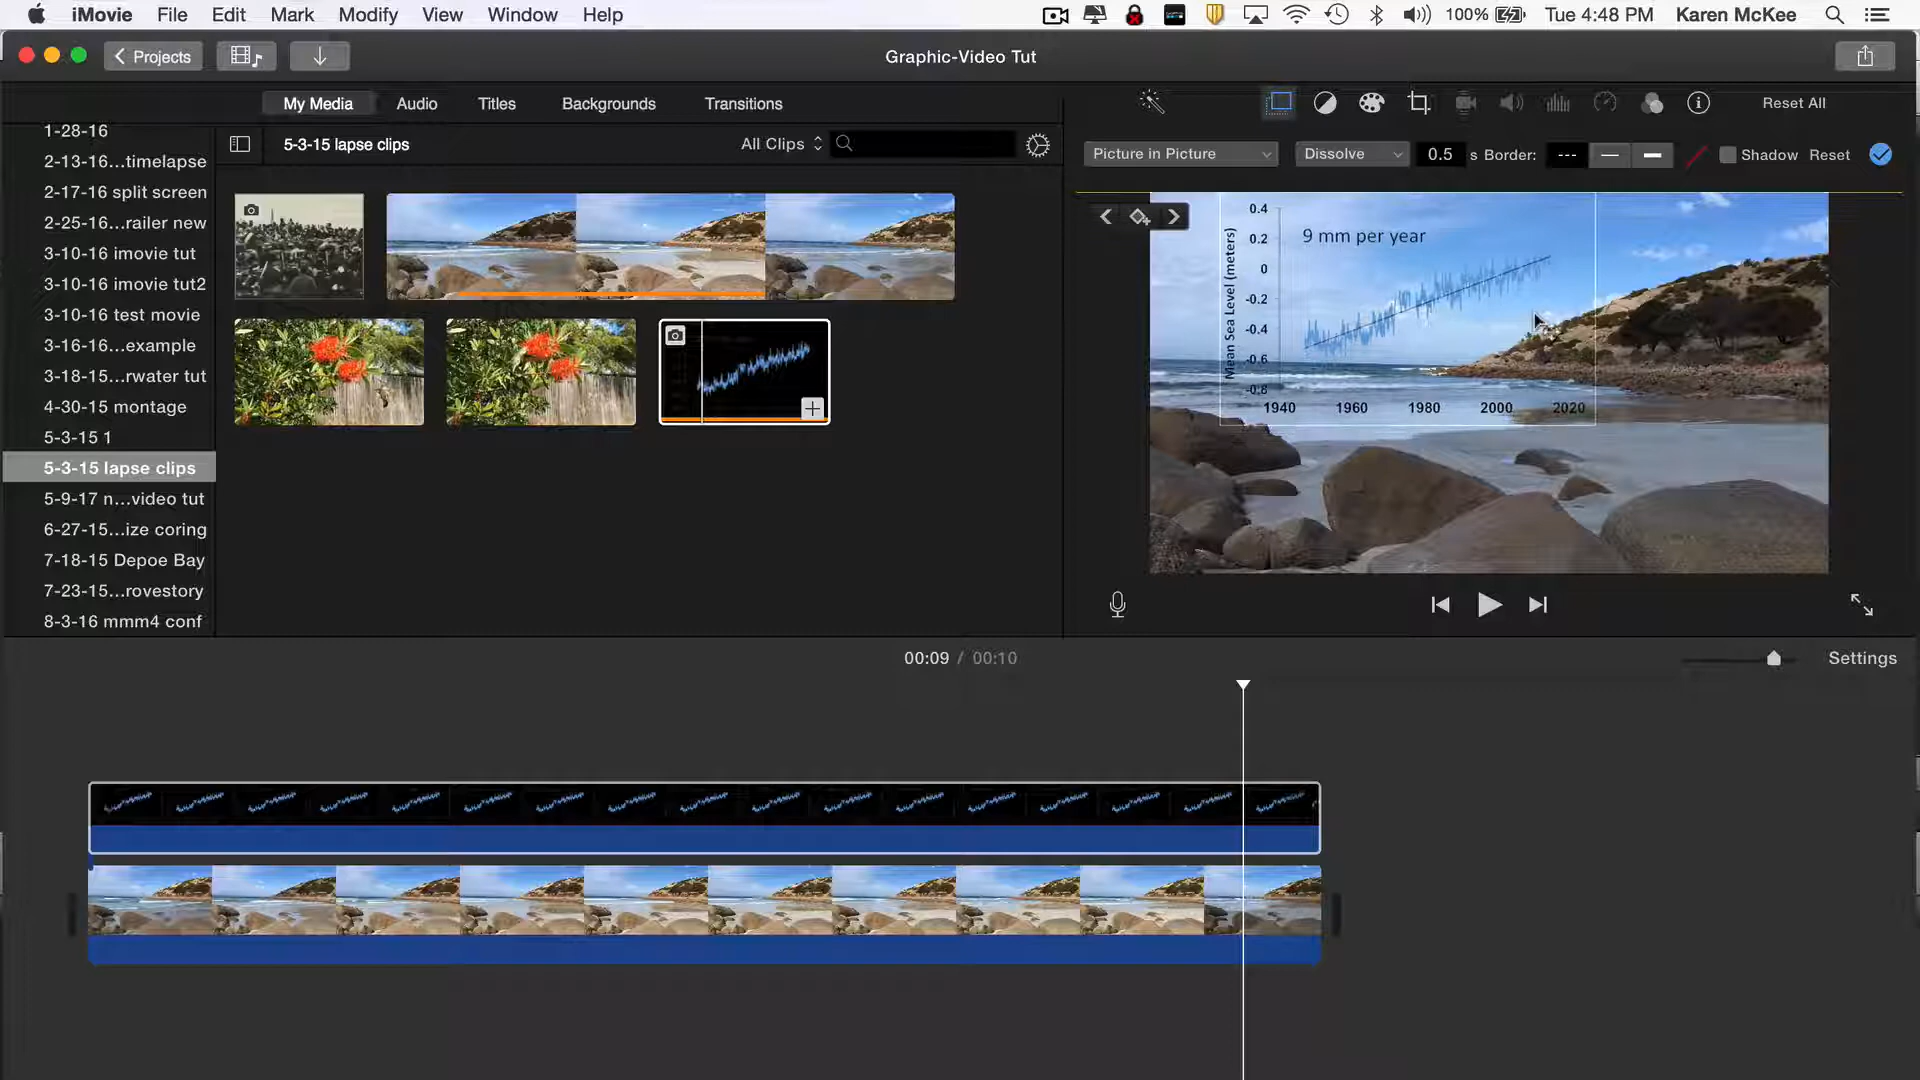 iMovie File Edit Mark Modify View Window Help 100% Tue 4:48 PM Karen McKee
Projects Graphic-Video Tut
My Media Audio Titles Backgrounds Transitions Reset All
5-3-15 lapse clips All Clips
Picture in Picture Dissolve 0.5 s Border: Shadow Reset
1-28-16
2-13-16...timelapse
2-17-16 split screen
2-25-16...railer new
3-10-16 imovie tut
3-10-16 imovie tut2
3-10-16 test movie
3-16-16...example
3-18-15...rwater tut
4-30-15 montage
5-3-15 1
5-3-15 lapse clips
5-9-17 n...video tut
6-27-15...ize coring
7-18-15 Depoe Bay
7-23-15...rovestory
8-3-16 mmm4 conf
9 mm per year
Mean Sea Level (meters)
0.4
0.2
0
-0.2
-0.4
-0.6
-0.8
1940 1960 1980 2000 2020
00:09 / 00:10 Settings